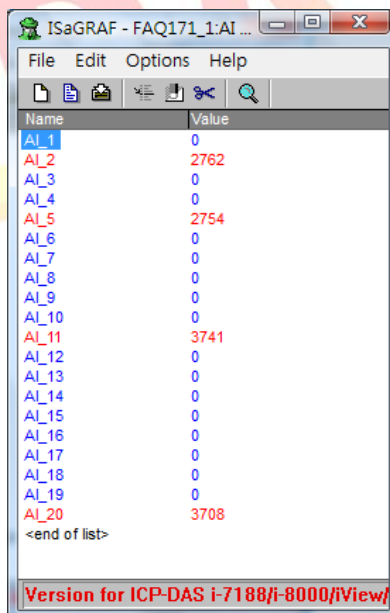 ISaGRAF - FAQ171_1:AI ...
File Edit Options Help
Name Value
AI_1 0
AI_2 2762
AI_3 0
AI_4 0
AI_5 2754
AI_6 0
AI_7 0
AI_8 0
AI_9 0
AI_10 0
AI_11 3741
AI_12 0
AI_13 0
AI_14 0
AI_15 0
AI_16 0
AI_17 0
AI_18 0
AI_19 0
AI_20 3708
<end of list>
Version for ICP-DAS i-7188/i-8000/iView/